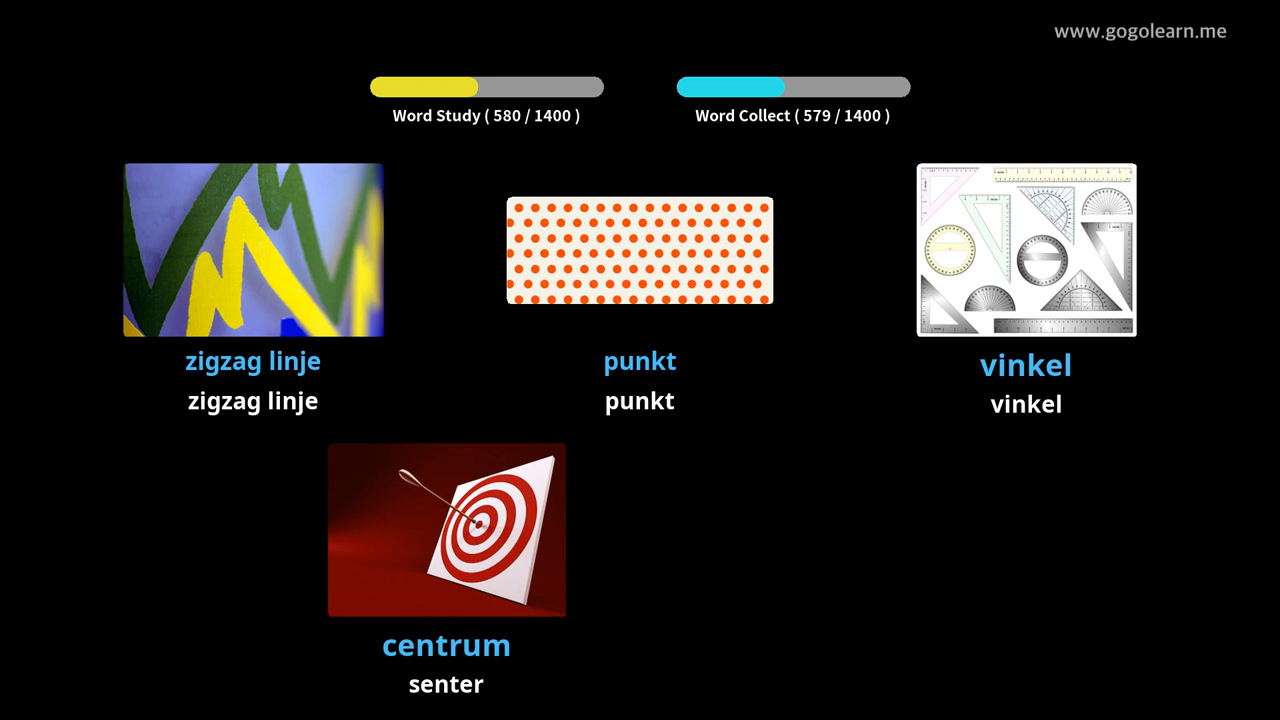 www.gogolearn.me
Word Study ( 580 / 1400 )
Word Collect ( 579 / 1400 )
zigzag linje
zigzag linje
punkt
punkt
vinkel
vinkel
centrum
senter